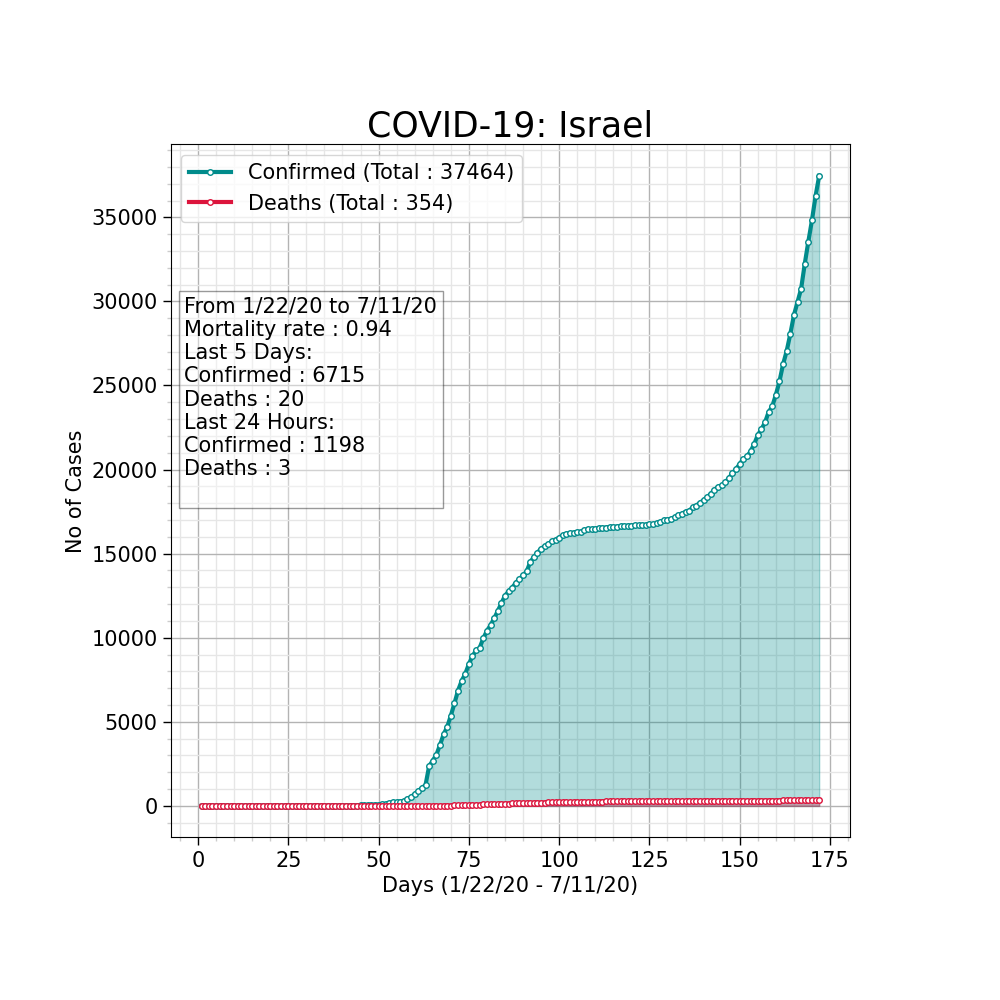 COVID-19: Israel
Confirmed (Total : 37464)
Deaths (Total : 354)
From 1/22/20 to 7/11/20
Mortality rate : 0.94
Last 5 Days:
Confirmed : 6715
Deaths : 20
Last 24 Hours:
Confirmed : 1198
Deaths : 3
No of Cases
35000
30000
25000
20000
15000
10000
5000
0
0 25 50 75 100 125 150 175
Days (1/22/20 - 7/11/20)